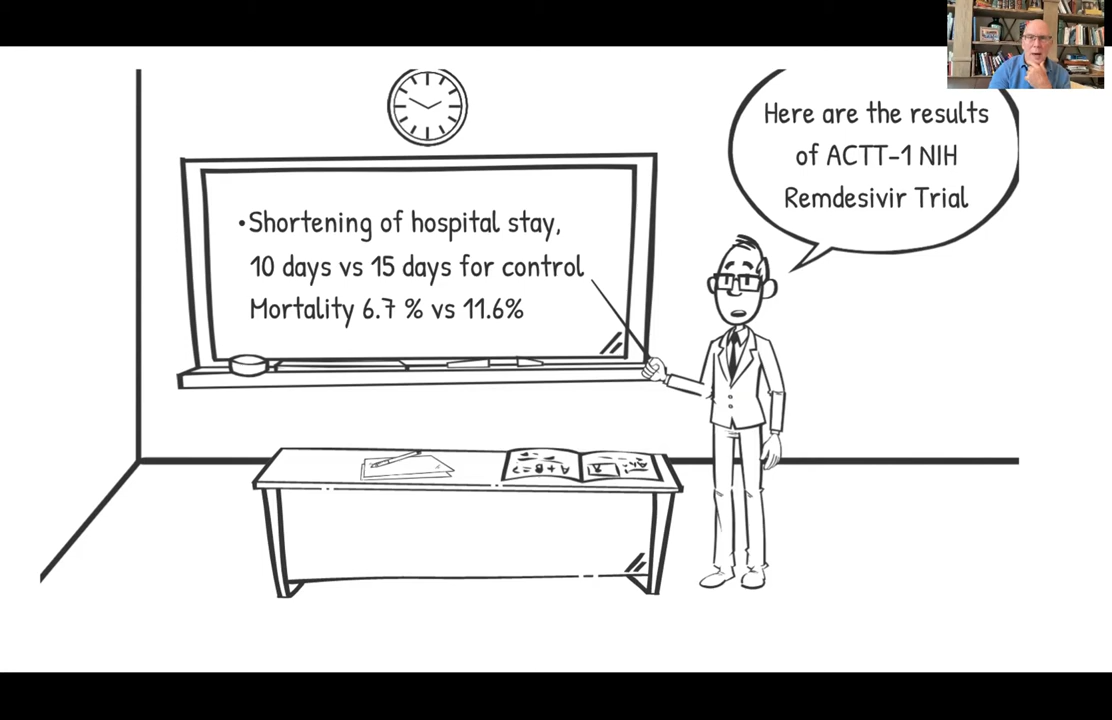 Here are the results
of ACTT-1 NIH
Remdesivir Trial
•Shortening of hospital stay,
10 days vs 15 days for control
Mortality 6.7 % vs 11.6%